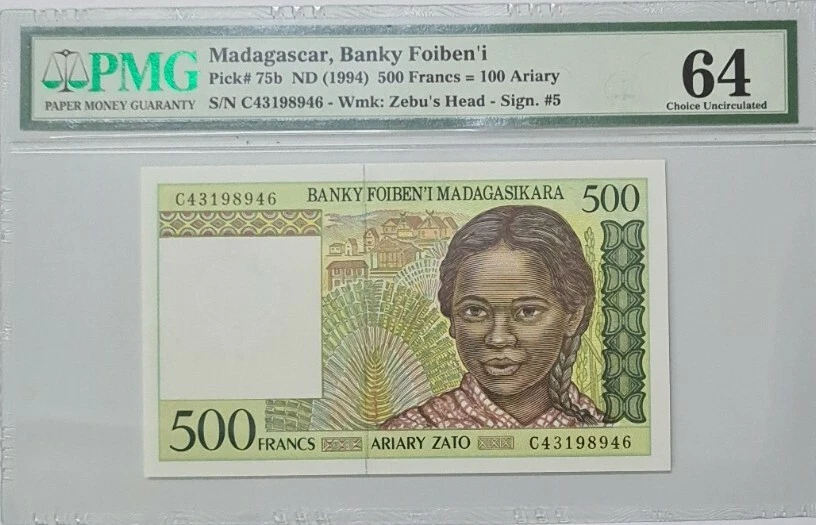 PMG
PAPER MONEY GUARANTY
Madagascar, Banky Foiben'i
Pick# 75b ND (1994) 500 Francs = 100 Ariary
S/N C43198946 - Wmk: Zebu's Head - Sign. #5
64
Choice Uncirculated
C43198946
BANKY FOIBEN'I MADAGASIKARA
500
500
500 FRANCS
ARIARY ZATO
C43198946